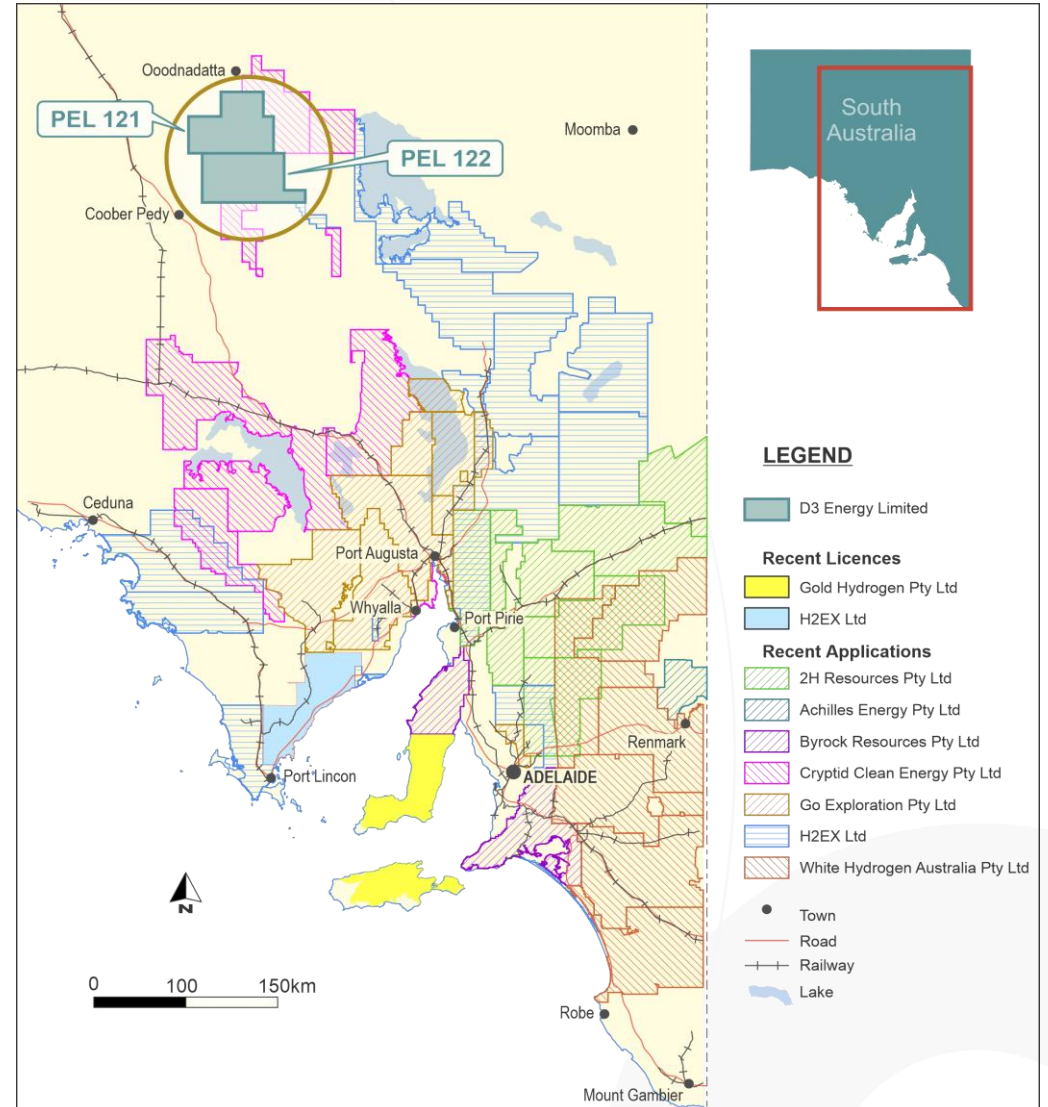 Ooodnadatta
PEL 121
Moomba
PEL 122
Coober Pedy
Ceduna
Port Augusta
Whyalla
Port Pirie
Renmark
ADELAIDE
Port Lincon
N
0 100 150km
Robe
Mount Gambier
South
Australia
LEGEND
D3 Energy Limited
Recent Licences
Gold Hydrogen Pty Ltd
H2EX Ltd
Recent Applications
2H Resources Pty Ltd
Achilles Energy Pty Ltd
Byrock Resources Pty Ltd
Cryptid Clean Energy Pty Ltd
Go Exploration Pty Ltd
H2EX Ltd
White Hydrogen Australia Pty Ltd
Town
Road
Railway
Lake